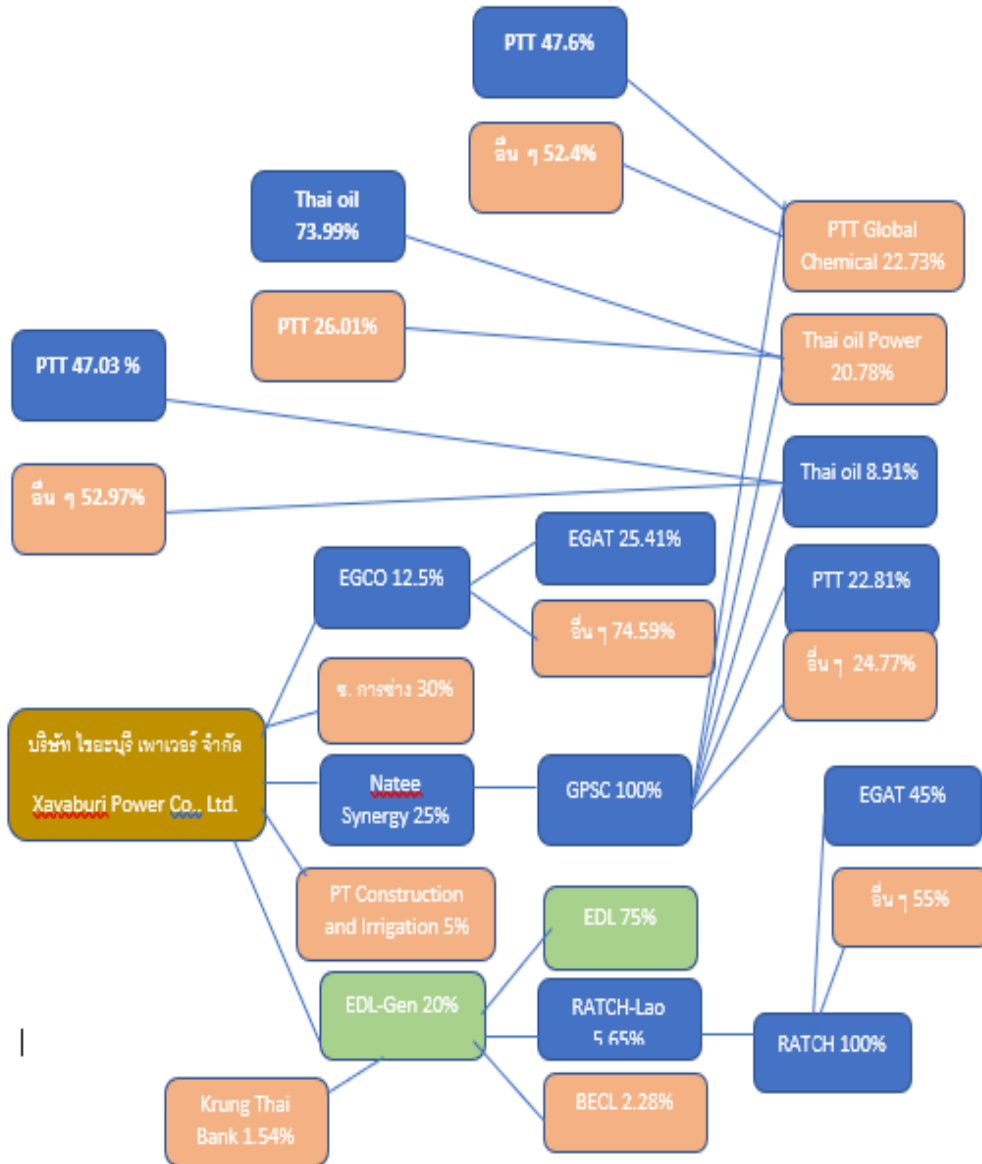 PTT 47.6%
อื่น ๆ 52.4%
Thai oil
73.99%
PTT Global
Chemical 22.73%
PTT 26.01%
Thai oil Power
20.78%
PTT 47.03 %
อื่น ๆ 52.97%
Thai oil 8.91%
EGCO 12.5%
EGAT 25.41%
PTT 22.81%
อื่น ๆ 74.59%
อื่น ๆ 24.77%
ช. การช่าง 30%
บริษัท ไซยะบุรี เพาเวอร์ จำกัด
Xavaburi Power Co., Ltd.
Natee
Synergy 25%
GPSC 100%
EGAT 45%
อื่น ๆ 55%
PT Construction
and Irrigation 5%
EDL 75%
EDL-Gen 20%
RATCH-Lao
5.65%
RATCH 100%
Krung Thai
Bank 1.54%
BECL 2.28%